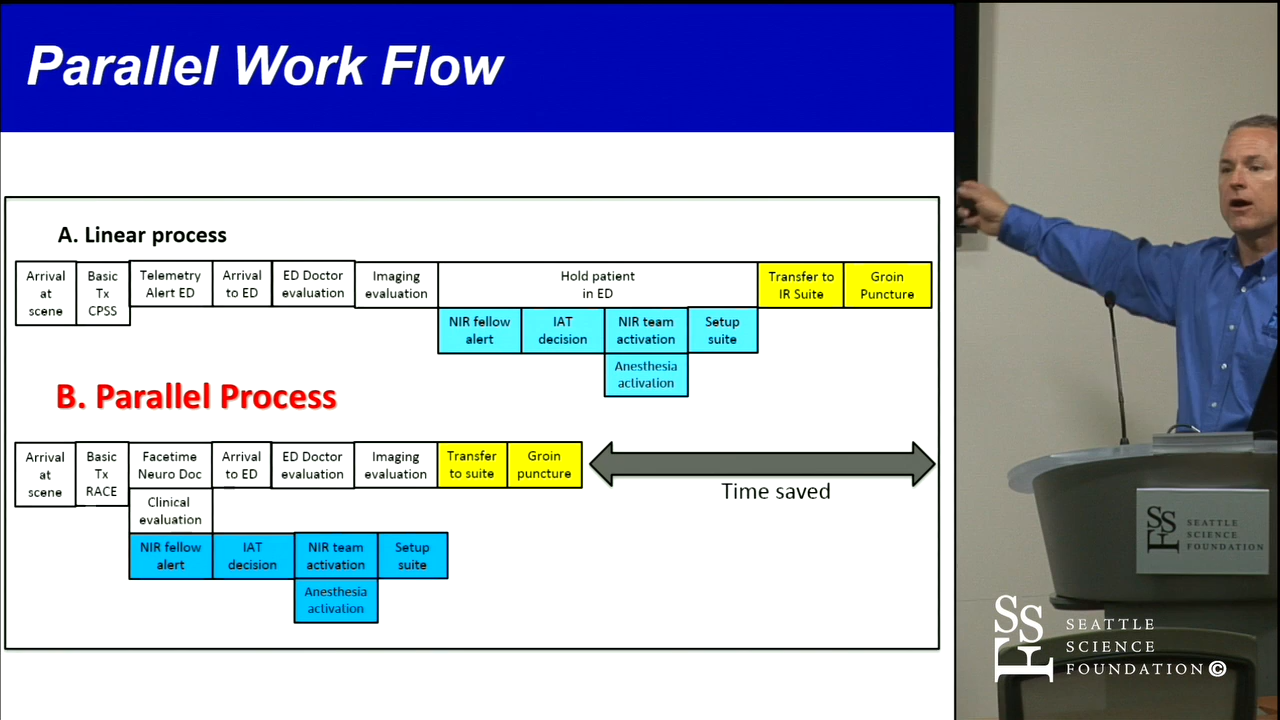 Parallel Work Flow
A. Linear process
Arrival
at
scene
Basic
Tx
CPSS
Telemetry
Alert ED
Arrival
to ED
ED Doctor
evaluation
Imaging
evaluation
Hold patient
in ED
Transfer to
IR Suite
Groin
Puncture
NIR fellow
alert
IAT
decision
NIR team
activation
Setup
suite
Anesthesia
activation
B. Parallel Process
Arrival
at
scene
Basic
Tx
RACE
Facetime
Neuro Doc
Arrival
to ED
ED Doctor
evaluation
Imaging
evaluation
Transfer
to suite
Groin
puncture
Time saved
Clinical
evaluation
NIR fellow
alert
IAT
decision
NIR team
activation
Setup
suite
Anesthesia
activation
SSF
SEATTLE
SCIENCE
FOUNDATION
SSF
SEATTLE
SCIENCE
FOUNDATION©